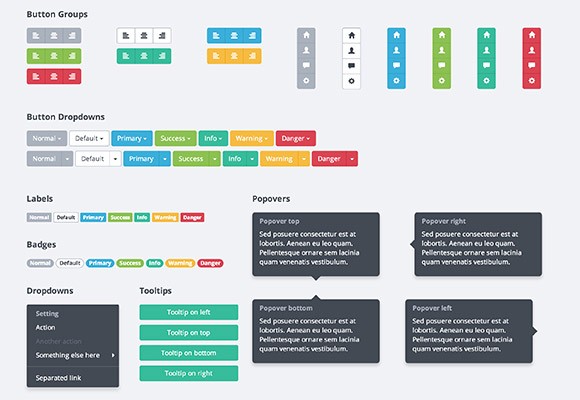 Button Groups
Button Dropdowns
Normal Default Primary Success Info Warning Danger
Normal Default Primary Success Info Warning Danger
Labels
Normal Default Primary Success Info Warning Danger
Badges
Normal Default Primary Success Info Warning Danger
Dropdowns
Setting
Action
Another action
Something else here
Separated link
Tooltips
Tooltip on left
Tooltip on top
Tooltip on bottom
Tooltip on right
Popovers
Popover top
Sed posuere consectetur est at
lobortis. Aenean eu leo quam.
Pellentesque ornare sem lacinia
quam venenatis vestibulum.
Popover right
Sed posuere consectetur est at
lobortis. Aenean eu leo quam.
Pellentesque ornare sem lacinia
quam venenatis vestibulum.
Popover bottom
Sed posuere consectetur est at
lobortis. Aenean eu leo quam.
Pellentesque ornare sem lacinia
quam venenatis vestibulum.
Popover left
Sed posuere consectetur est at
lobortis. Aenean eu leo quam.
Pellentesque ornare sem lacinia
quam venenatis vestibulum.